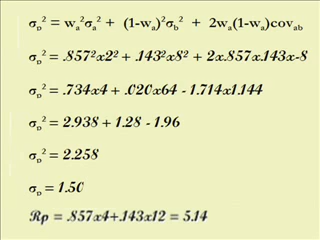 σₚ² = wₐ²σₐ² + (1-wₐ)²σ_b² + 2wₐ(1-wₐ)cov_ab
σₚ² = .857²x2² + .143²x8² + 2x.857x.143x-8
σₚ² = .734x4 + .020x64 - 1.714x1.144
σₚ² = 2.938 + 1.28 - 1.96
σₚ² = 2.258
σₚ = 1.50
Rp = .857x4+.143x12 = 5.14